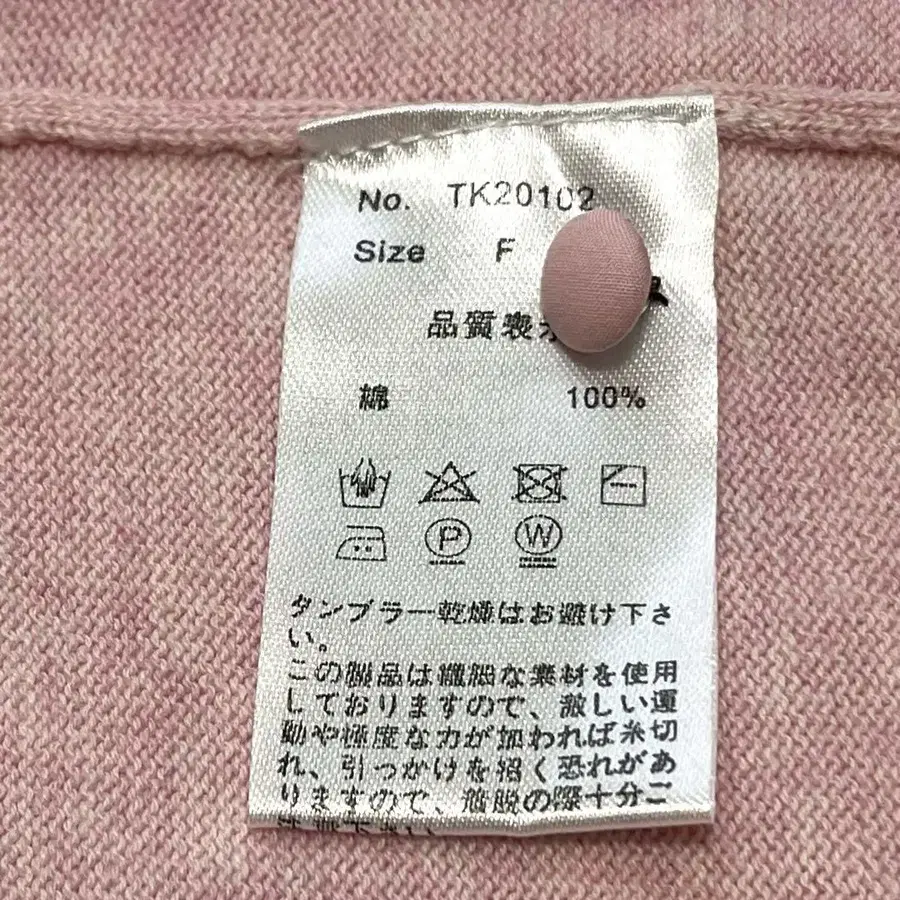 No. TK20102
Size F
品質表示
綿 100%
P W
タンブラー乾燥はお避け下さ
い。
この製品は繊細な素材を使用
しておりますので、激しい運
動や極度な力が加われば糸切
れ、引っかけを招く恐れがあ
りますので、着脱の際十分ご